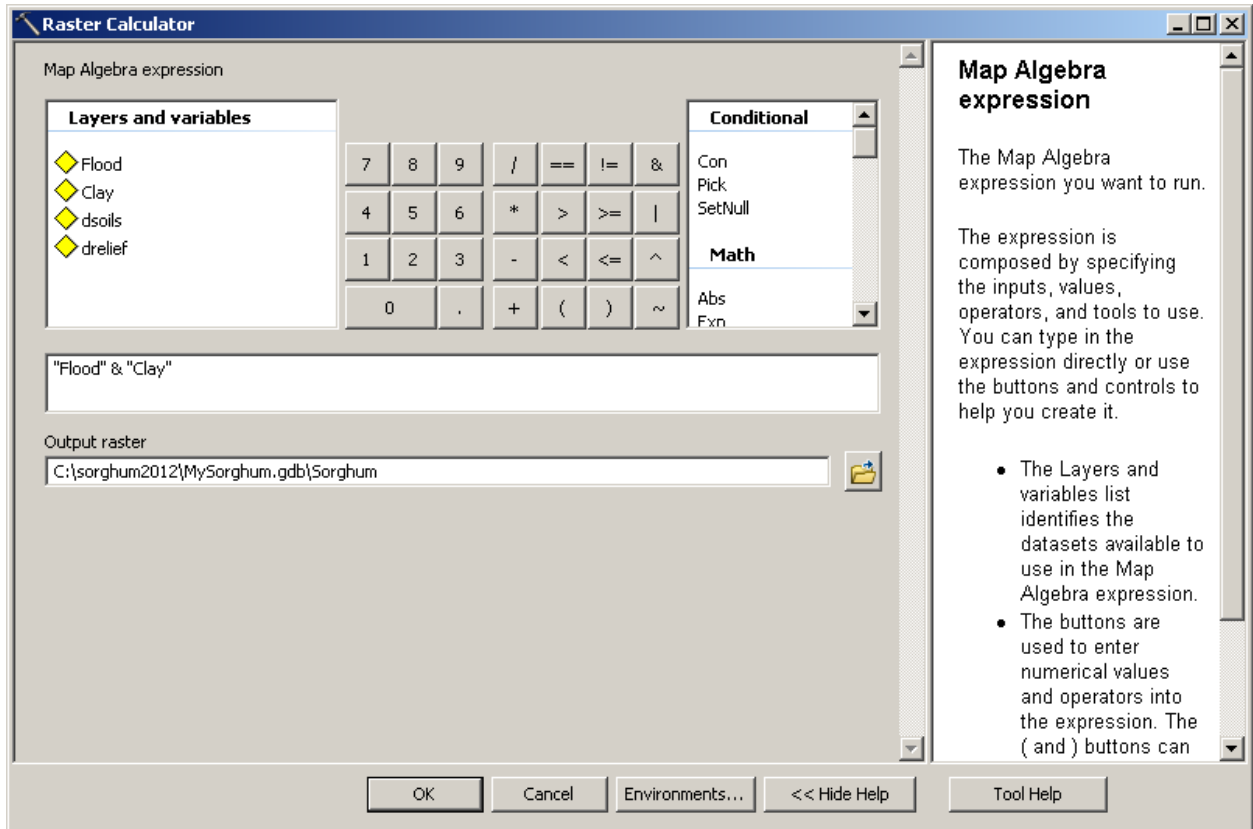 Raster Calculator
Map Algebra expression
Layers and variables
Flood
Clay
dsoils
drelief
7 8 9 / == != &
4 5 6 * > >= |
1 2 3 - < <= ^
0 . + ( ) ~
Conditional
Con
Pick
SetNull
Math
Abs
Exp
"Flood" & "Clay"
Output raster
C:\sorghum2012\MySorghum.gdb\Sorghum
OK
Cancel
Environments...
<< Hide Help
Tool Help
Map Algebra
expression
The Map Algebra
expression you want to run.
The expression is
composed by specifying
the inputs, values,
operators, and tools to use.
You can type in the
expression directly or use
the buttons and controls to
help you create it.
• The Layers and
variables list
identifies the
datasets available to
use in the Map
Algebra expression.
• The buttons are
used to enter
numerical values
and operators into
the expression. The
( and ) buttons can